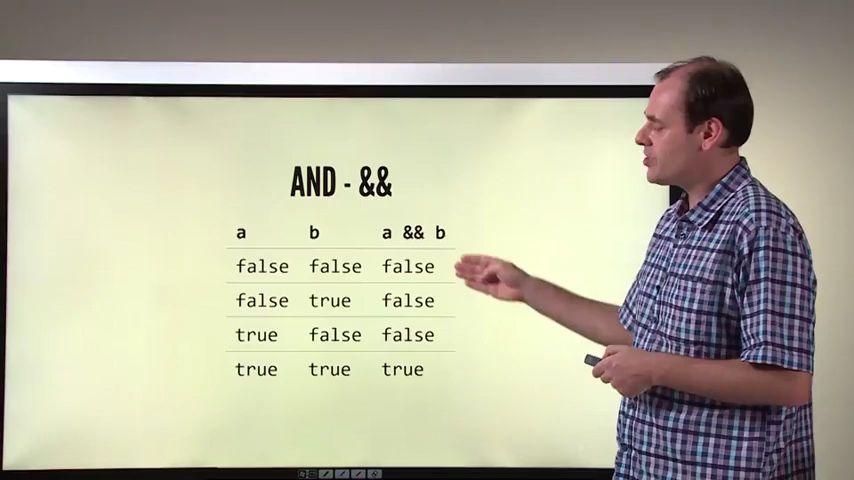 AND - &&
a b a && b
false false false
false true false
true false false
true true true